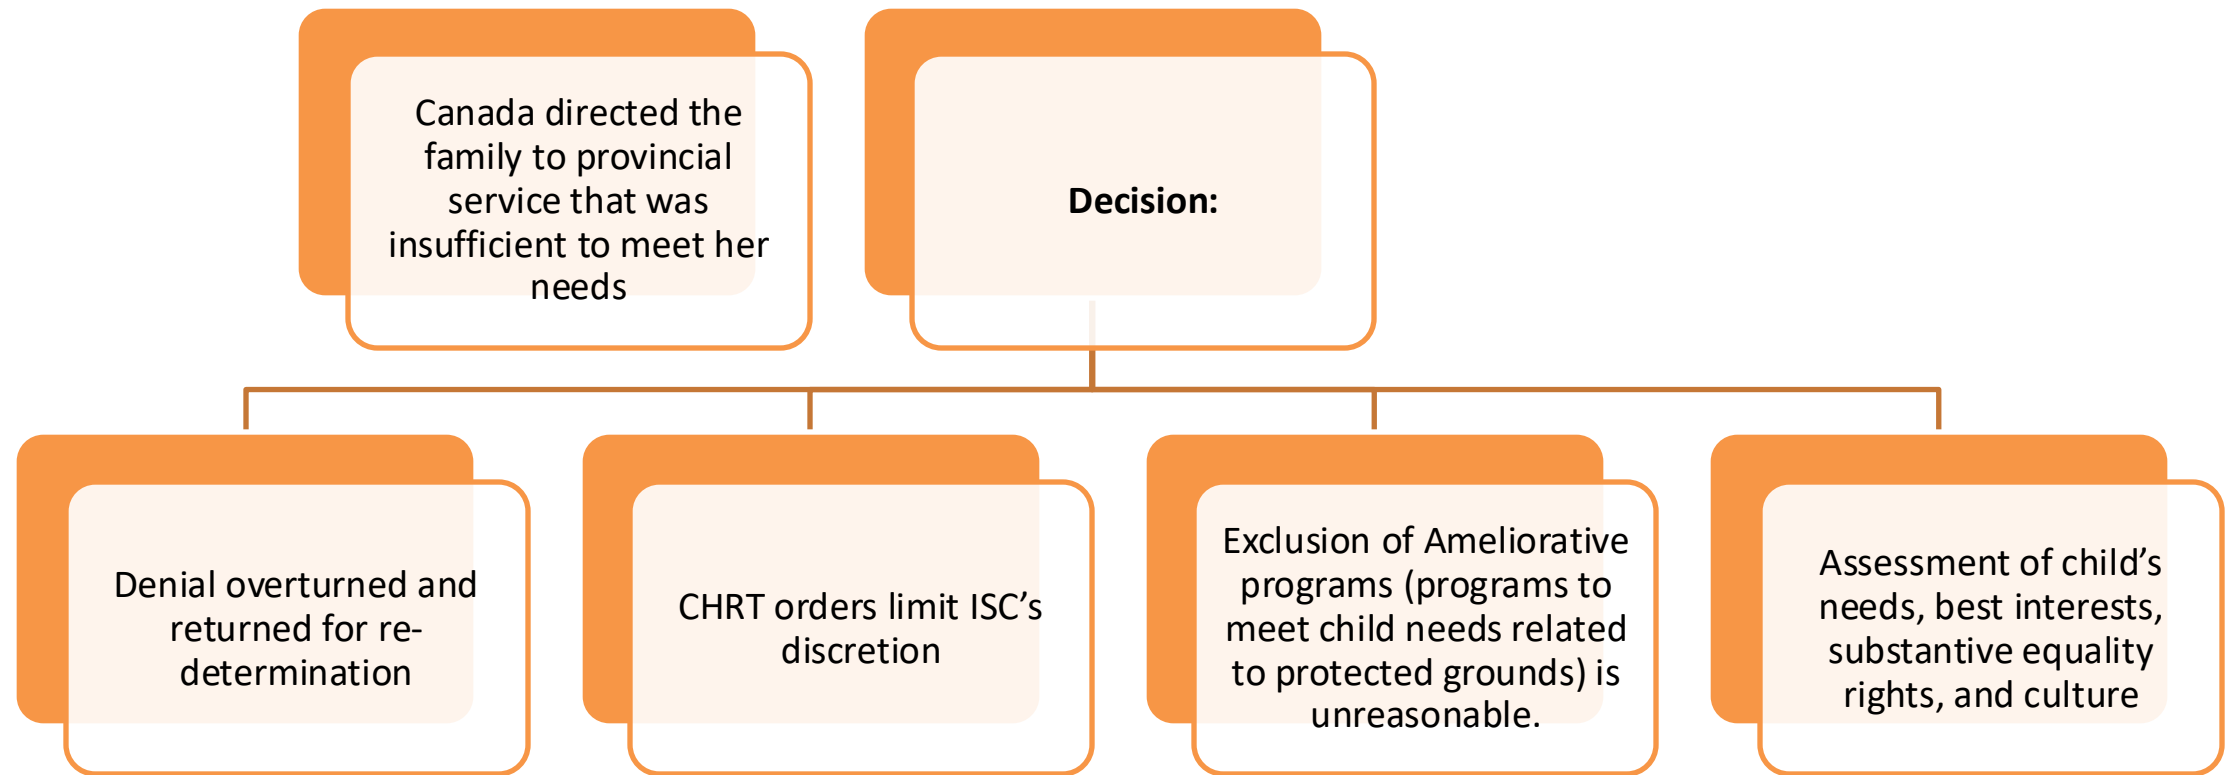 Canada directed the
family to provincial
service that was
insufficient to meet her
needs
Decision:
Denial overturned and
returned for re-
determination
CHRT orders limit ISC’s
discretion
Exclusion of Ameliorative
programs (programs to
meet child needs related
to protected grounds) is
unreasonable.
Assessment of child’s
needs, best interests,
substantive equality
rights, and culture